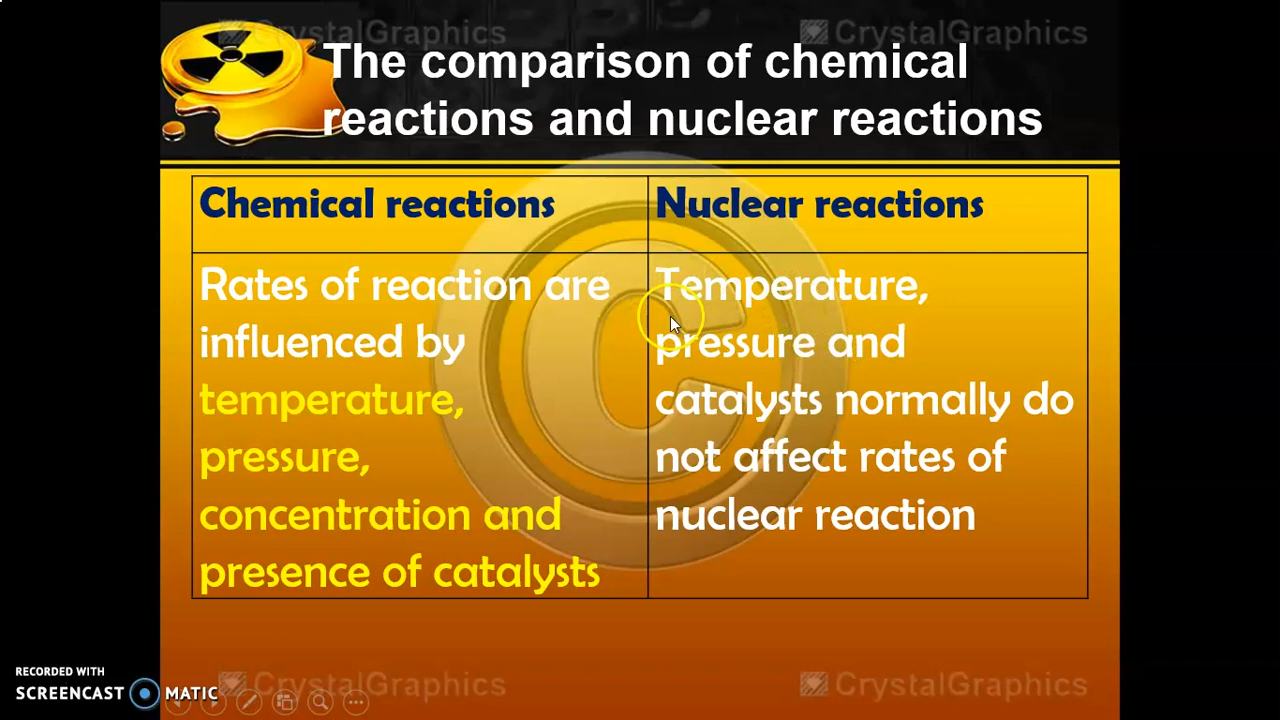 CrystalGraphics CrystalGraphics
The comparison of chemical
reactions and nuclear reactions
Chemical reactions
Nuclear reactions
Rates of reaction are
influenced by
temperature,
pressure,
concentration and
presence of catalysts
Temperature,
pressure and
catalysts normally do
not affect rates of
nuclear reaction
RECORDED WITH
SCREENCAST MATIC
CrystalGraphics CrystalGraphics